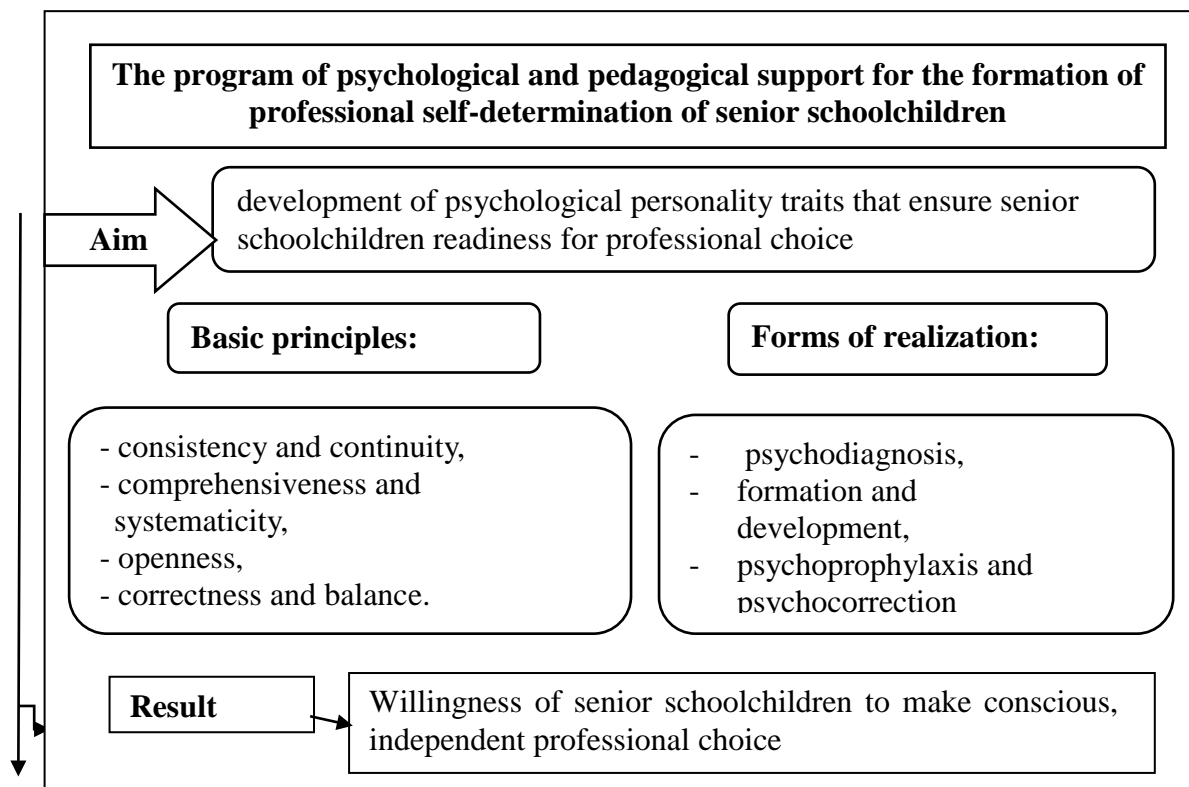 The program of psychological and pedagogical support for the formation of
professional self-determination of senior schoolchildren
Aim
development of psychological personality traits that ensure senior
schoolchildren readiness for professional choice
Basic principles:
- consistency and continuity,
- comprehensiveness and
systematicity,
- openness,
- correctness and balance.
Forms of realization:
- psychodiagnosis,
- formation and
development,
- psychoprophylaxis and
psychocorrection
Result
Willingness of senior schoolchildren to make conscious,
independent professional choice